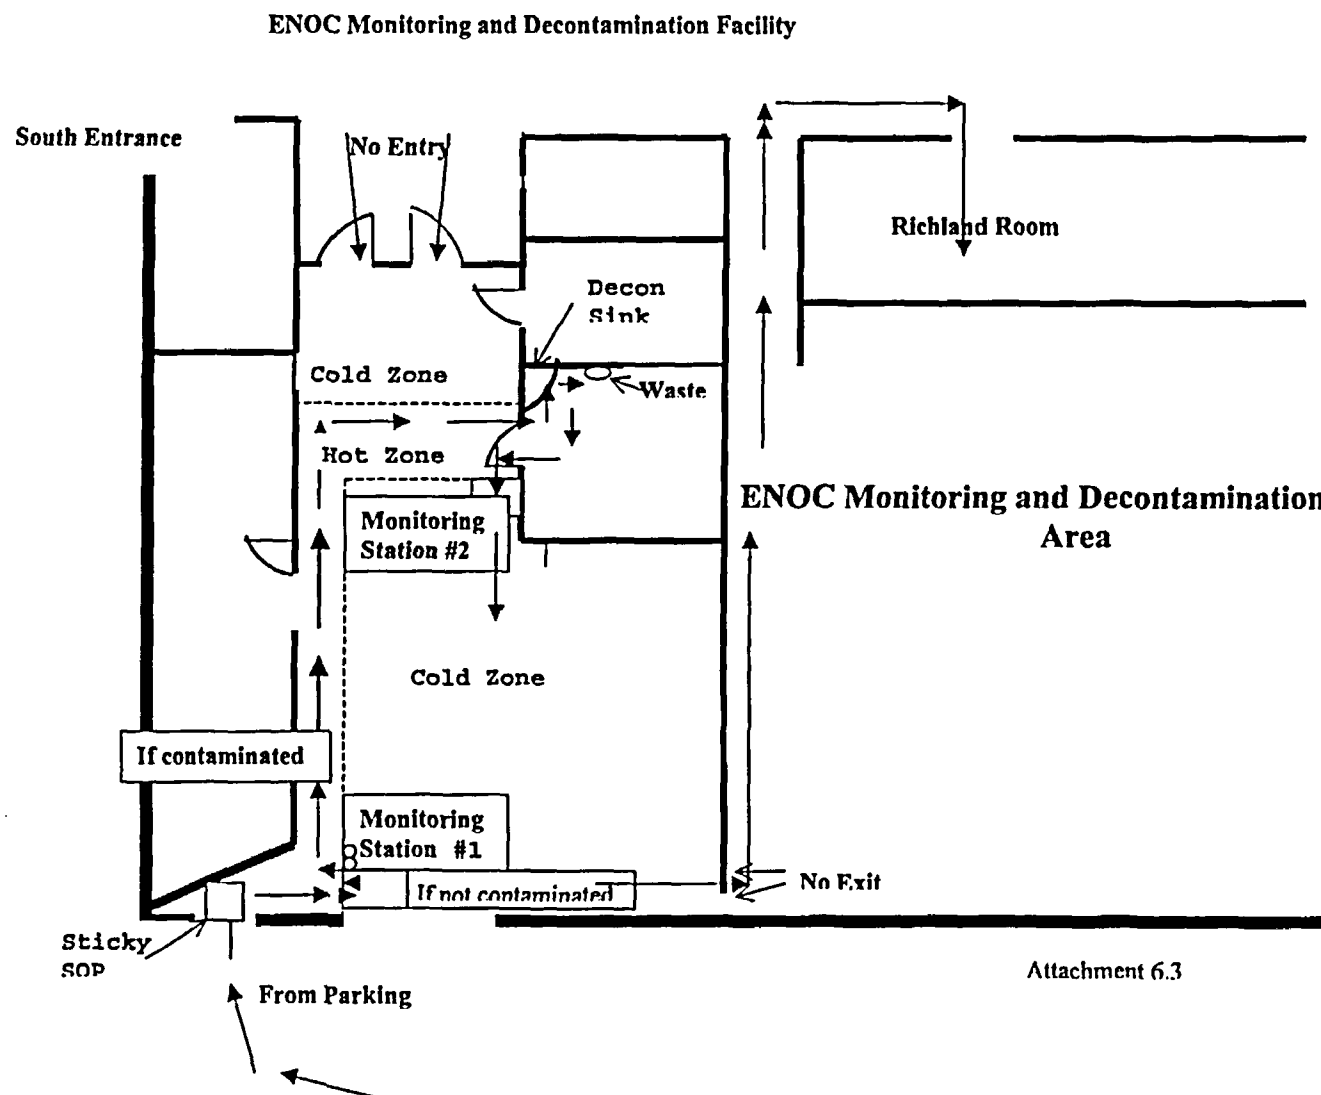 ENOC Monitoring and Decontamination Facility
South Entrance
No Entry
Richland Room
Decon
Sink
Cold Zone
Waste
Hot Zone
Monitoring
Station #2
ENOC Monitoring and Decontamination
Area
Cold Zone
If contaminated
Monitoring
Station #1
If not contaminated
No Exit
Sticky
SOP
From Parking
Attachment 6.3